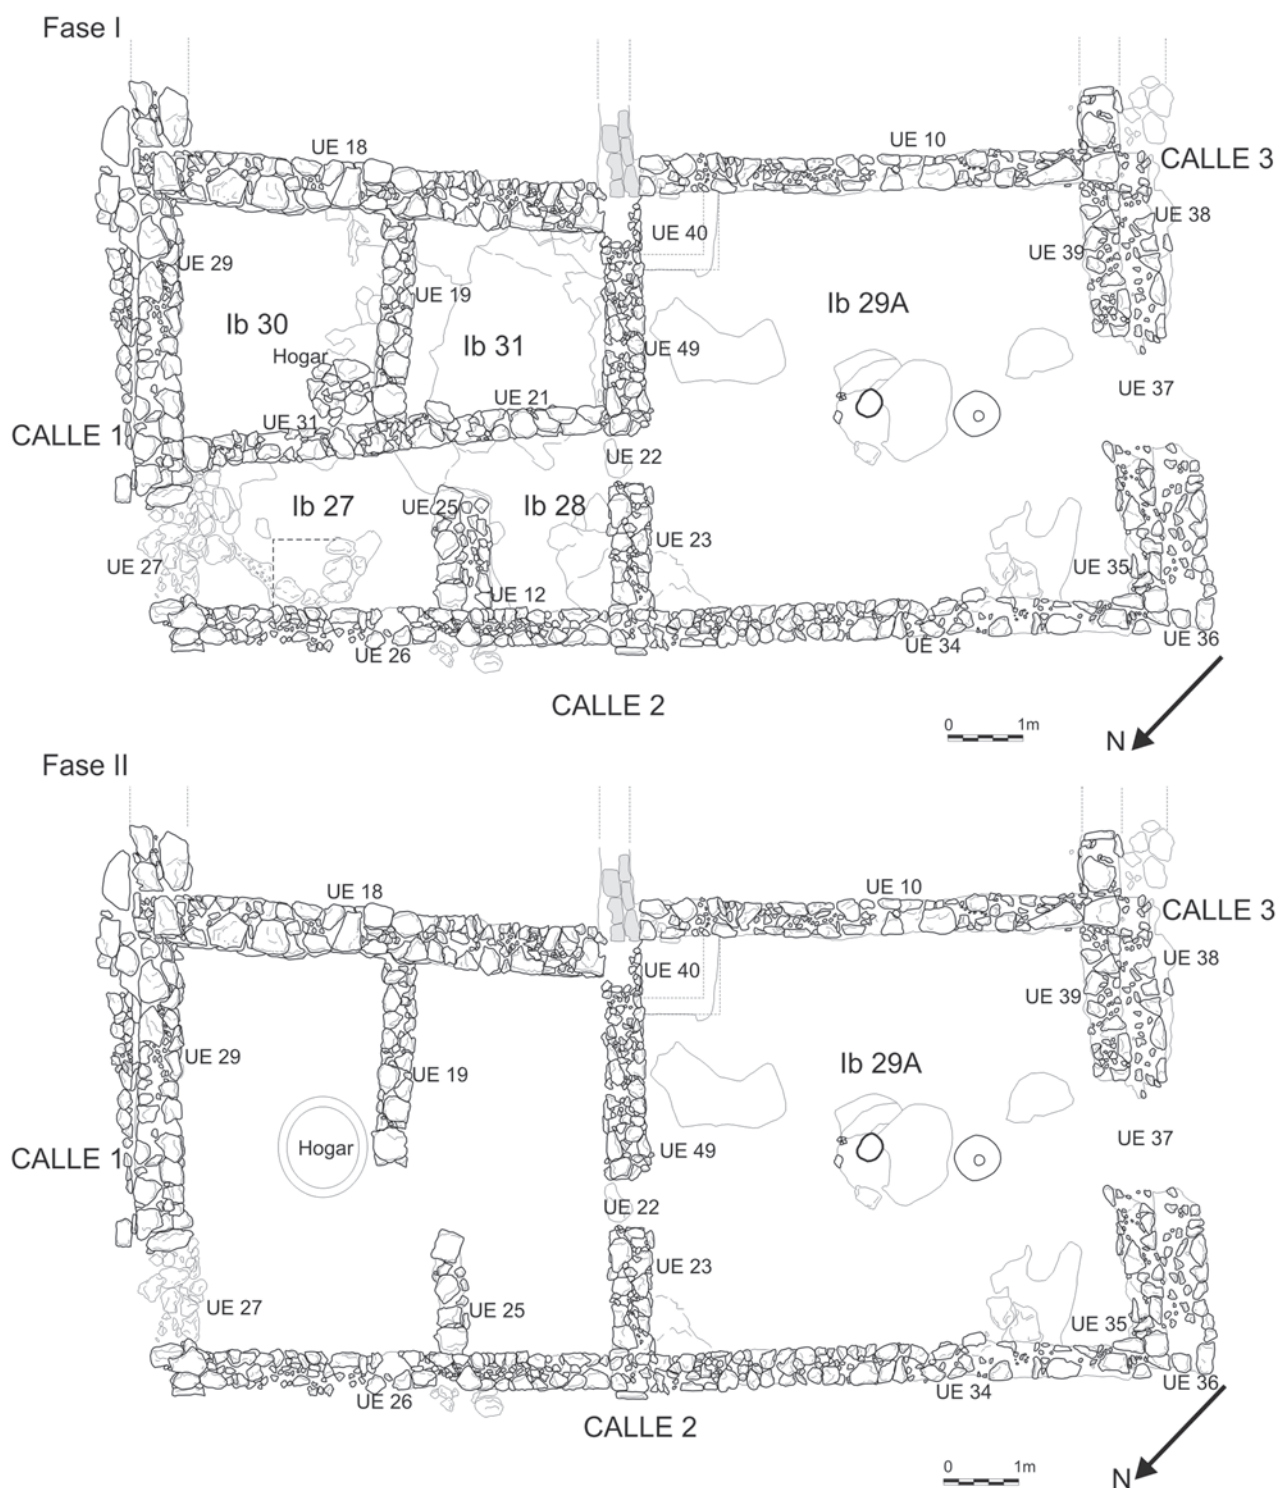 Fase I
UE 18
UE 10
CALLE 3
UE 38
UE 40
UE 39
UE 29
UE 19
Ib 29A
Ib 30
Ib 31
Hogar
UE 49
UE 37
UE 21
UE 31
CALLE 1
UE 22
Ib 27
UE 25
Ib 28
UE 23
UE 27
UE 35
UE 12
UE 26
UE 34
UE 36
CALLE 2
0 1m
N
Fase II
UE 18
UE 10
CALLE 3
UE 38
UE 40
UE 39
UE 29
UE 19
Ib 29A
Hogar
UE 37
CALLE 1
UE 49
UE 22
UE 23
UE 27
UE 25
UE 35
UE 26
UE 34
UE 36
CALLE 2
0 1m
N